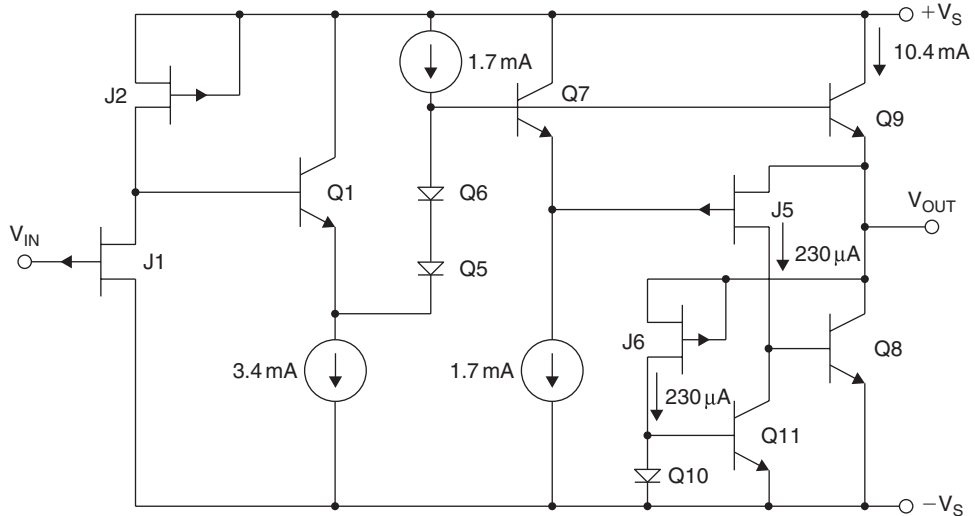 +V_S
1.7 mA
10.4 mA
J2
Q7
Q9
Q1
Q6
J5
V_OUT
V_IN
J1
Q5
230 μA
J6
Q8
3.4 mA
1.7 mA
230 μA
Q11
Q10
−V_S